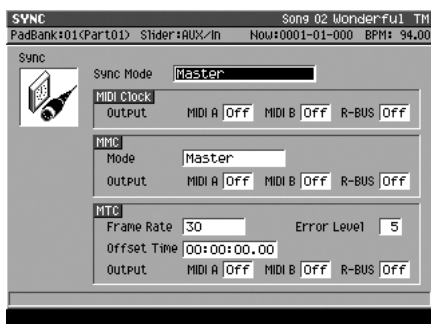 SYNC Song 02 Wonderful TM
PadBank:01(Part01) Slider:AUX/In Now:0001-01-000 BPM: 94.00
Sync
Sync Mode Master
MIDI Clock
Output MIDI A Off MIDI B Off R-BUS Off
MMC
Mode Master
Output MIDI A Off MIDI B Off R-BUS Off
MTC
Frame Rate 30 Error Level 5
Offset Time 00:00:00.00
Output MIDI A Off MIDI B Off R-BUS Off